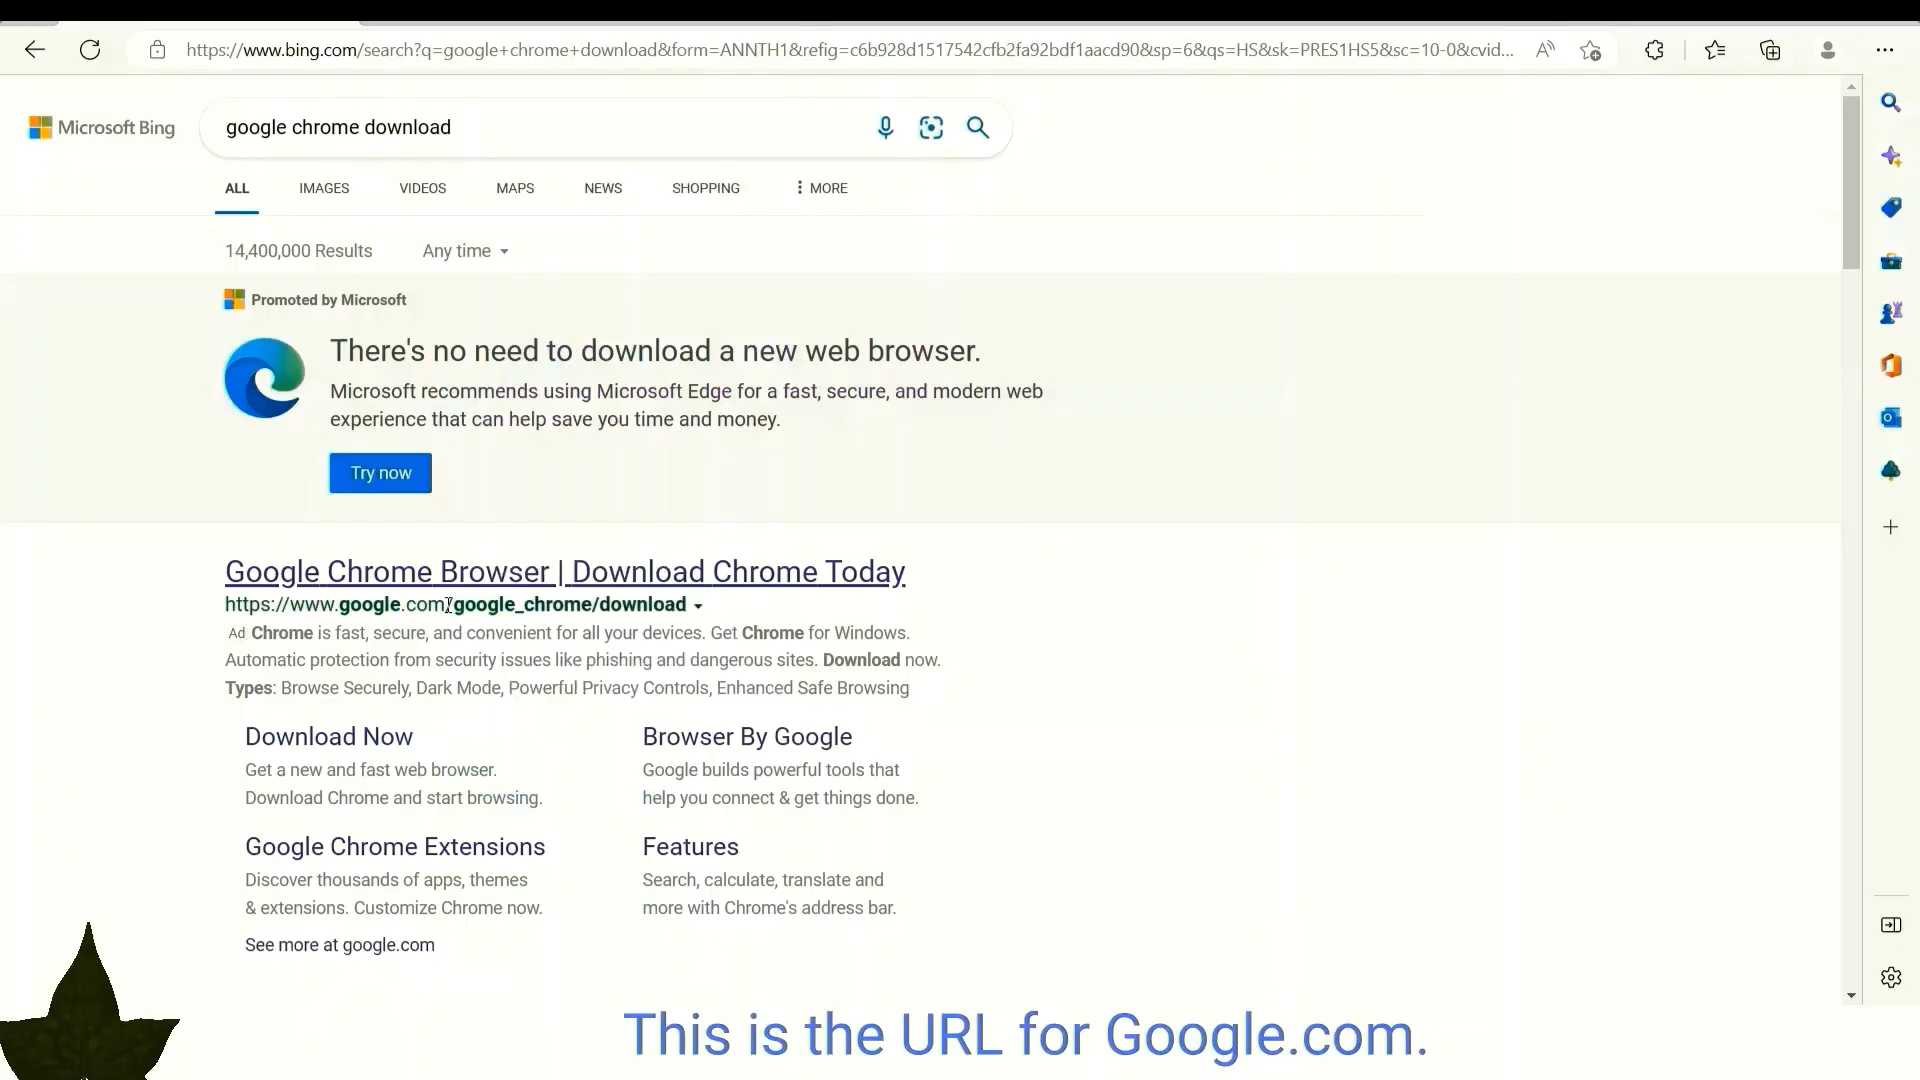 https://www.bing.com/search?q=google+chrome+download&form=ANNTH1&refig=c6b928d1517542cfb2fa92bdf1aacd90&sp=6&qs=HS&sk=PRES1HS5&sc=10-0&cvid...
Microsoft Bing
google chrome download
ALL IMAGES VIDEOS MAPS NEWS SHOPPING MORE
14,400,000 Results Any time
Promoted by Microsoft
There's no need to download a new web browser.
Microsoft recommends using Microsoft Edge for a fast, secure, and modern web
experience that can help save you time and money.
Try now
Google Chrome Browser | Download Chrome Today
https://www.google.com/google_chrome/download
Ad Chrome is fast, secure, and convenient for all your devices. Get Chrome for Windows.
Automatic protection from security issues like phishing and dangerous sites. Download now.
Types: Browse Securely, Dark Mode, Powerful Privacy Controls, Enhanced Safe Browsing
Download Now
Get a new and fast web browser.
Download Chrome and start browsing.
Browser By Google
Google builds powerful tools that
help you connect & get things done.
Google Chrome Extensions
Discover thousands of apps, themes
& extensions. Customize Chrome now.
Features
Search, calculate, translate and
more with Chrome's address bar.
See more at google.com
This is the URL for Google.com.